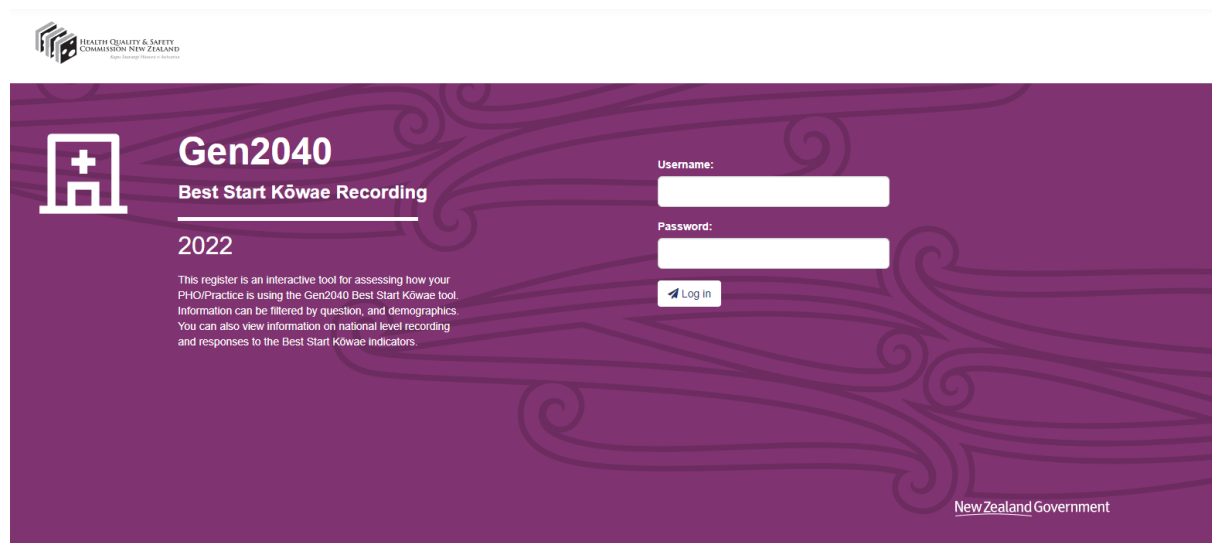 HEALTH QUALITY & SAFETY
COMMISSION NEW ZEALAND
Gen2040
Best Start Kōwae Recording
2022
This register is an interactive tool for assessing how your
PHO/Practice is using the Gen2040 Best Start Kōwae tool.
Information can be filtered by question, and demographics.
You can also view information on national level recording
and responses to the Best Start Kōwae indicators.
Username:
Password:
Log in
New Zealand Government